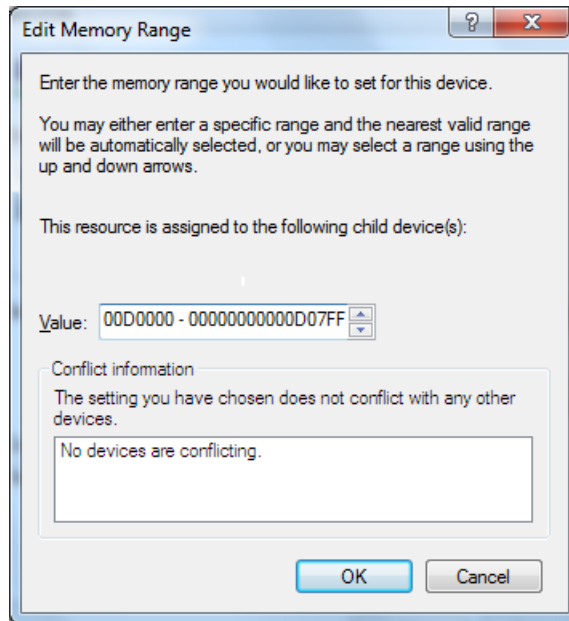 Edit Memory Range
?
Enter the memory range you would like to set for this device.
You may either enter a specific range and the nearest valid range
will be automatically selected, or you may select a range using the
up and down arrows.
This resource is assigned to the following child device(s):
Value: 00D0000 - 00000000000D07FF
Conflict information
The setting you have chosen does not conflict with any other
devices.
No devices are conflicting.
OK Cancel